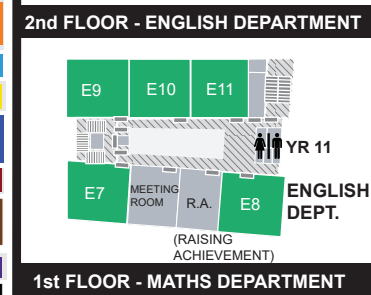 2nd FLOOR - ENGLISH DEPARTMENT
E9
E10
E11
YR 11
E7
MEETING
ROOM
R.A.
E8
ENGLISH
DEPT.
(RAISING
ACHIEVEMENT)
1st FLOOR - MATHS DEPARTMENT